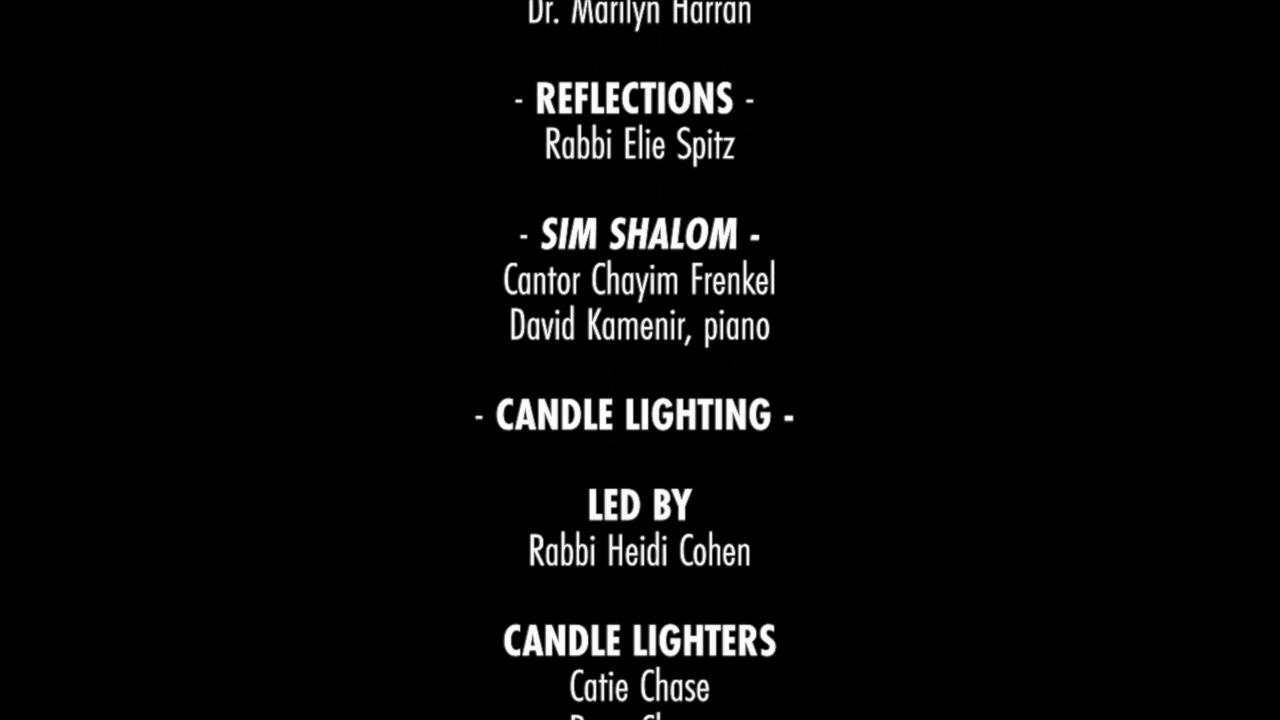 Dr. Marilyn Harran
- REFLECTIONS -
Rabbi Elie Spitz
- SIM SHALOM -
Cantor Chayim Frenkel
David Kamenir, piano
- CANDLE LIGHTING -
LED BY
Rabbi Heidi Cohen
CANDLE LIGHTERS
Catie Chase